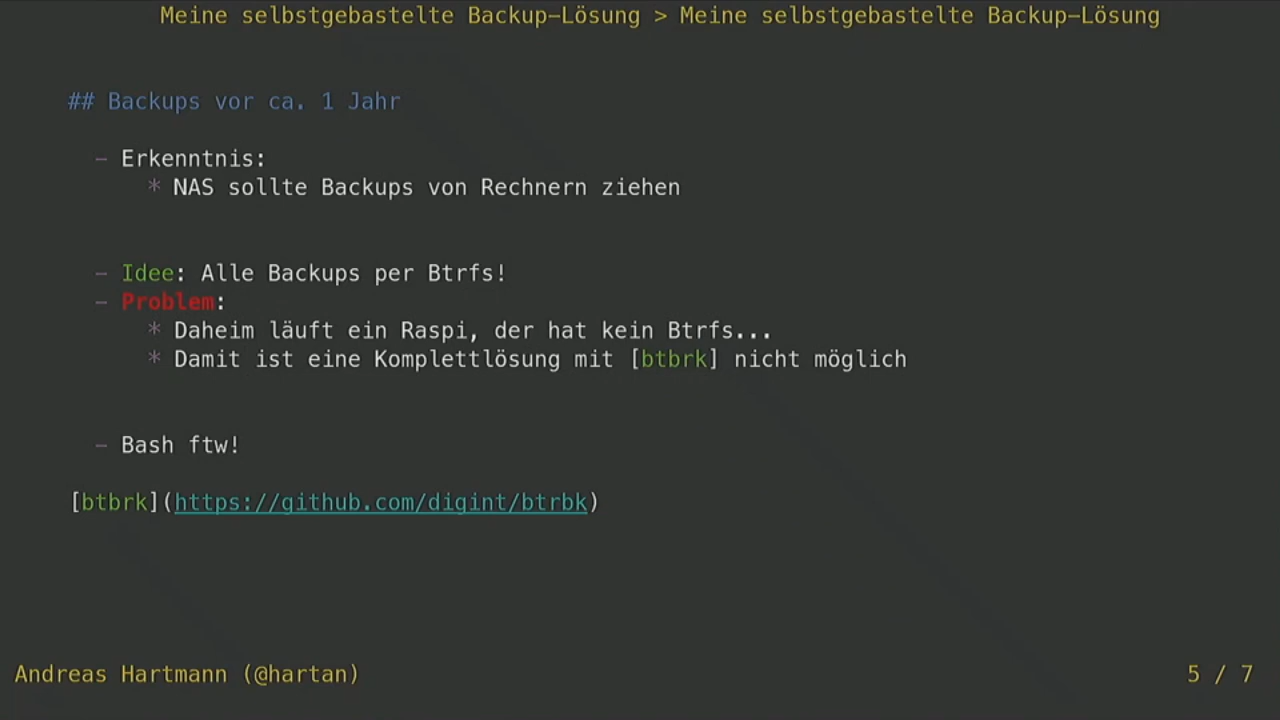 Meine selbstgebastelte Backup-Lösung > Meine selbstgebastelte Backup-Lösung
## Backups vor ca. 1 Jahr
- Erkenntnis:
* NAS sollte Backups von Rechnern ziehen
- Idee: Alle Backups per Btrfs!
- Problem:
* Daheim läuft ein Raspi, der hat kein Btrfs...
* Damit ist eine Komplettlösung mit [btbrk] nicht möglich
- Bash ftw!
[btbrk](https://github.com/digint/btrbk)
Andreas Hartmann (@hartan)
5 / 7